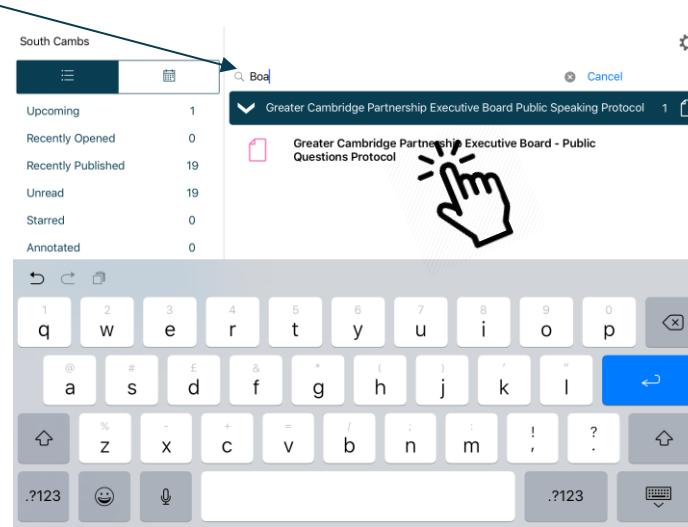 South Cambs
Boa
Cancel
Upcoming 1
Recently Opened 0
Recently Published 19
Unread 19
Starred 0
Annotated 0
Greater Cambridge Partnership Executive Board Public Speaking Protocol 1
Greater Cambridge Partnership Executive Board - Public
Questions Protocol
1 2 3 4 5 6 7 8 9 0
q w e r t y u i o p
@ # £ & * ( ) ' "
a s d f g h j k l
% - + = / ; :
z x c v b n m ! , ? .
.?123 .?123